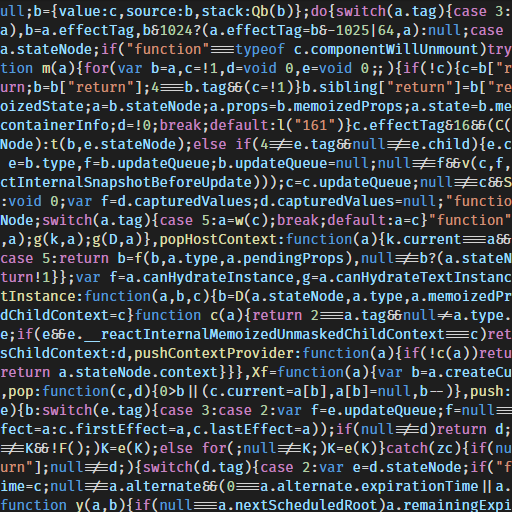 ull;b={value:c,source:b,stack:Qb(b)};do{switch(a.tag){case 3:
a),b=a.effectTag,b&1024?(a.effectTag=b&-1025|64,a):null;case
a.stateNode;if("function"===typeof c.componentWillUnmount)try
tion m(a){for(var b=a,c=!1,d=void 0,e=void 0;;){if(!c){c=b["r
urn;b=b["return"];4===b.tag&&(c=!1)}b.sibling["return"]=b["re
oizedState;a=b.stateNode;a.props=b.memoizedProps;a.state=b.me
containerInfo;d=!0;break;default:l("161")}c.effectTag&16&&(C(
Node):t(b,e.stateNode);else if(4!==e.tag&&null!==e.child){e.c
e=b.type,f=b.updateQueue;b.updateQueue=null;null!==f&&v(c,f,
ctInternalSnapshotBeforeUpdate)));c=c.updateQueue;null!==c&&S
:void 0;var f=d.capturedValues;d.capturedValues=null;"functio
Node;switch(a.tag){case 5:a=w(c);break;default:a=c}"function"
,a);g(k,a);g(D,a)},popHostContext:function(a){k.current===a&&
case 5:return b=f(b,a.type,a.pendingProps),null!==b?(a.stateN
turn!1}};var f=a.canHydrateInstance,g=a.canHydrateTextInstanc
tInstance:function(a,b,c){b=D(a.stateNode,a.type,a.memoizedPr
dChildContext=c}function c(a){return 2===a.tag&&null!=a.type.
e;if(e&&e.__reactInternalMemoizedUnmaskedChildContext===c)ret
sChildContext:d,pushContextProvider:function(a){if(!c(a))retu
return a.stateNode.context}}},Xf=function(a){var b=a.createCu
,pop:function(c,d){0>b||(c.current=a[b],a[b]=null,b--)},push:
e){b:switch(e.tag){case 3:case 2:var f=e.updateQueue;f=null===
fect=a:c.firstEffect=a,c.lastEffect=a));if(null!==d)return d;
!==K&&!F();)K=e(K);else for(;null!==K;)K=e(K)}catch(zc){if(nu
urn"];null!==d;){switch(d.tag){case 2:var e=d.stateNode;if("f
ime=c;null!==a.alternate&&(0===a.alternate.expirationTime||a.
function y(a,b){if(null===a.nextScheduledRoot)a.remainingExpi